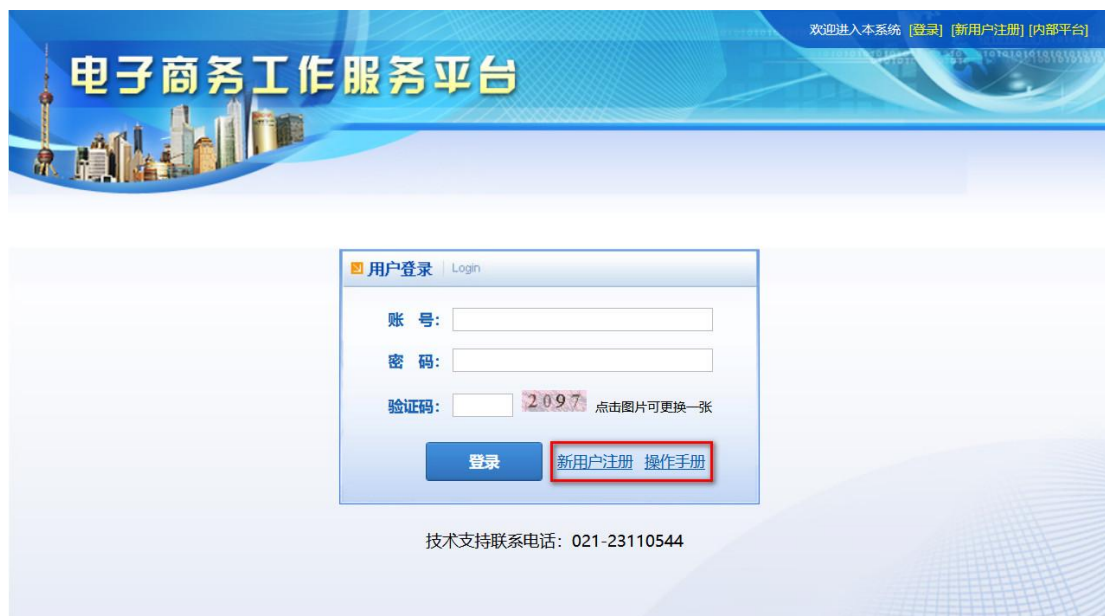 欢迎进入本系统 [登录] [新用户注册] [内部平台]
电子商务工作服务平台
用户登录 Login
账 号：
密 码：
验证码： 2097 点击图片可更换一张
登录 新用户注册 操作手册
技术支持联系电话：021-23110544